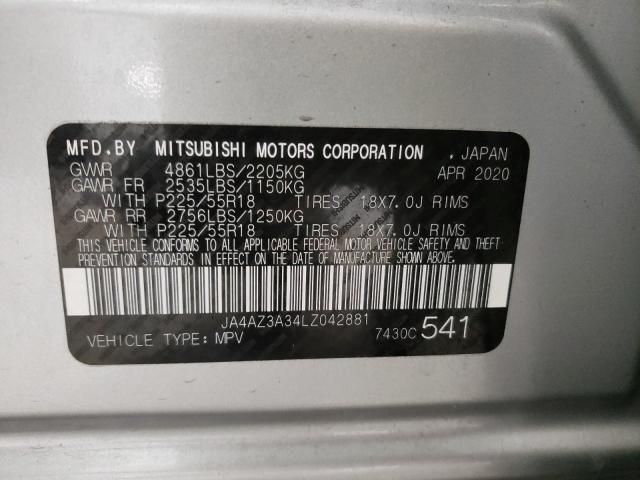 MFD.BY MITSUBISHI MOTORS CORPORATION , JAPAN
GWWR 4861LBS/2205KG APR 2020
GAWR FR 2535LBS/1150KG
WITH P225/55R18 TIRES 18X7.0J RIMS
GAWR RR 2756LBS/1250KG
WITH P225/55R18 TIRES 18X7.0J RIMS
THIS VEHICLE CONFORMS TO ALL APPLICABLE FEDERAL MOTOR VEHICLE SAFETY AND THEFT
PREVENTION STANDARDS IN EFFECT ON THE DATE OF MANUFACTURE SHOWN ABOVE.
JA4AZ3A34LZ042881
VEHICLE TYPE: MPV 7430C 541